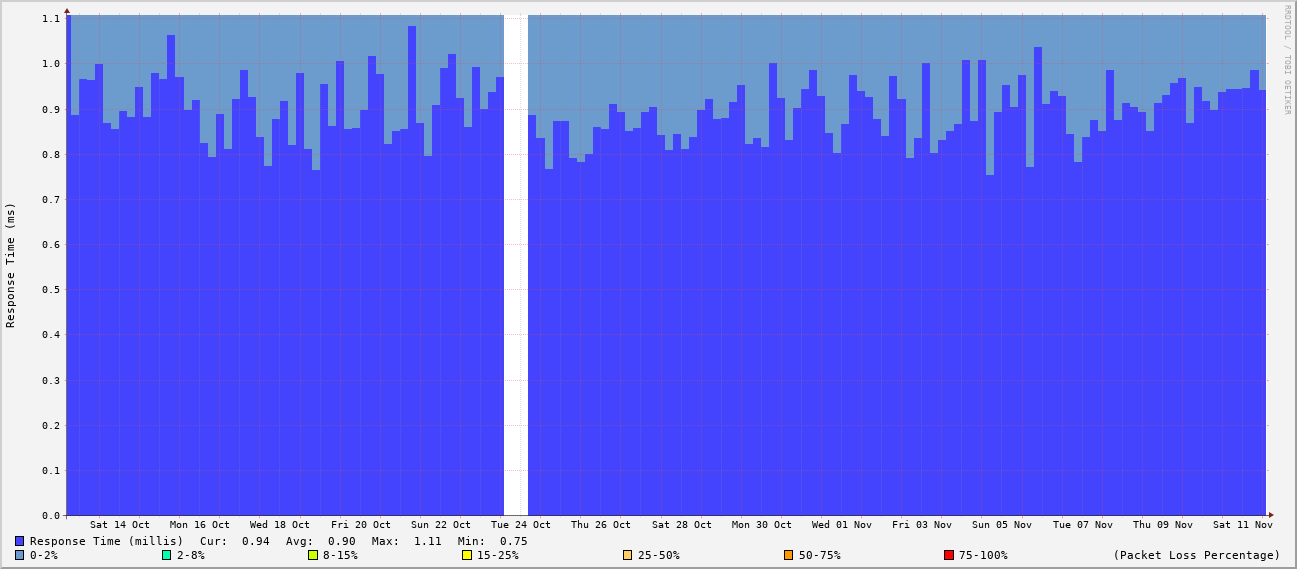 1.1
1.0
0.9
0.8
0.7
0.6
0.5
0.4
0.3
0.2
0.1
0.0
Response Time (ms)
RRDTOOL / TOBI OETIKER
Sat 14 Oct Mon 16 Oct Wed 18 Oct Fri 20 Oct Sun 22 Oct Tue 24 Oct Thu 26 Oct Sat 28 Oct Mon 30 Oct Wed 01 Nov Fri 03 Nov Sun 05 Nov Tue 07 Nov Thu 09 Nov Sat 11 Nov
Response Time (millis) Cur: 0.94 Avg: 0.90 Max: 1.11 Min: 0.75
0-2% 2-8% 8-15% 15-25% 25-50% 50-75% 75-100% (Packet Loss Percentage)